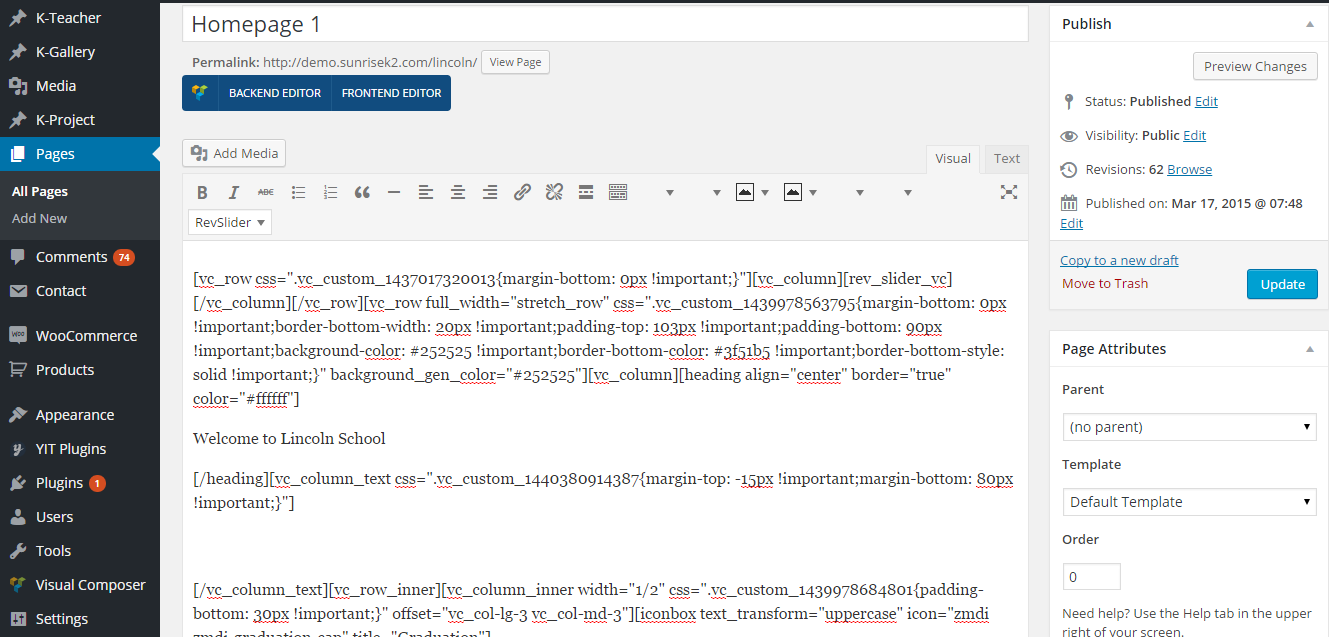 K-Teacher
K-Gallery
Media
K-Project
Pages
All Pages
Add New
Comments 74
Contact
WooCommerce
Products
Appearance
YIT Plugins
Plugins 1
Users
Tools
Visual Composer
Settings
Homepage 1
Permalink: http://demo.sunrisek2.com/lincoln/ View Page
BACKEND EDITOR FRONTEND EDITOR
Add Media
Visual Text
B I ABC
RevSlider
[vc_row css=".vc_custom_1437017320013{margin-bottom: 0px !important;}"][vc_column][rev_slider_vc]
[/vc_column][/vc_row][vc_row full_width="stretch_row" css=".vc_custom_1439978563795{margin-bottom: 0px
!important;border-bottom-width: 20px !important;padding-top: 103px !important;padding-bottom: 90px
!important;background-color: #252525 !important;border-bottom-color: #3f51b5 !important;border-bottom-style:
solid !important;}" background_gen_color="#252525"][vc_column][heading align="center" border="true"
color="#ffffff"]
Welcome to Lincoln School
[/heading][vc_column_text css=".vc_custom_1440380914387{margin-top: -15px !important;margin-bottom: 80px
!important;}"]
[/vc_column_text][vc_row_inner][vc_column_inner width="1/2" css=".vc_custom_1439978684801{padding-
bottom: 30px !important;}" offset="vc_col-lg-3 vc_col-md-3"][iconbox text_transform="uppercase" icon="zmdi
zmdi-graduation-cap" title="Graduation"]
Publish
Preview Changes
Status: Published Edit
Visibility: Public Edit
Revisions: 62 Browse
Published on: Mar 17, 2015 @ 07:48
Edit
Copy to a new draft
Move to Trash
Update
Page Attributes
Parent
(no parent)
Template
Default Template
Order
0
Need help? Use the Help tab in the upper
right of your screen.